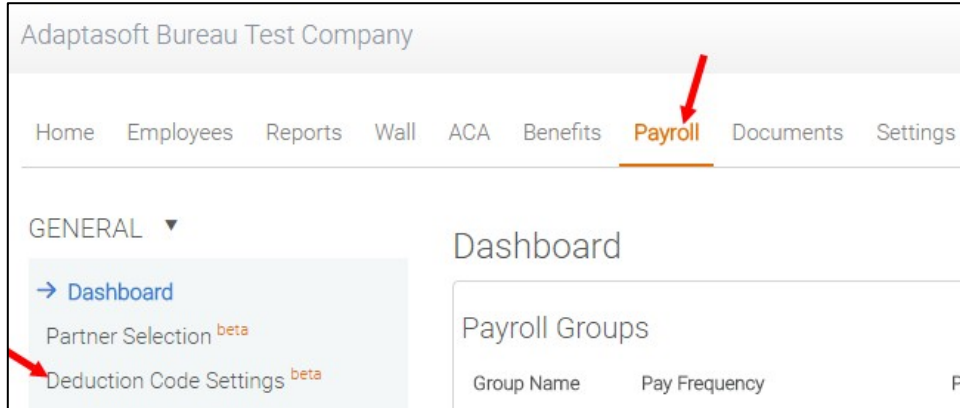 Adaptasoft Bureau Test Company
Home Employees Reports Wall ACA Benefits Payroll Documents Settings
GENERAL ▼
→ Dashboard
Partner Selection beta
Deduction Code Settings beta
Dashboard
Payroll Groups
Group Name Pay Frequency P